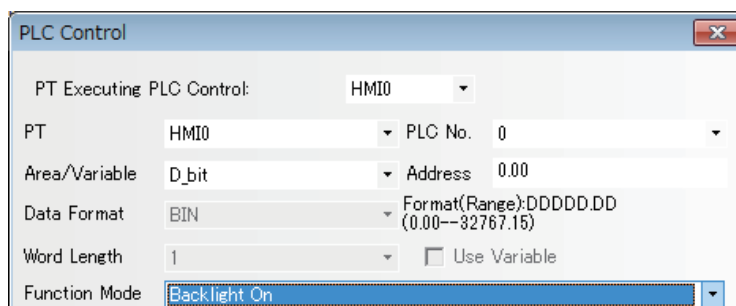 PLC Control
PT Executing PLC Control: HMI0
PT HMI0 PLC No. 0
Area/Variable D_bit Address 0.00
Data Format BIN Format(Range):DDDDD.DD
(0.00--32767.15)
Word Length 1 Use Variable
Function Mode Backlight On